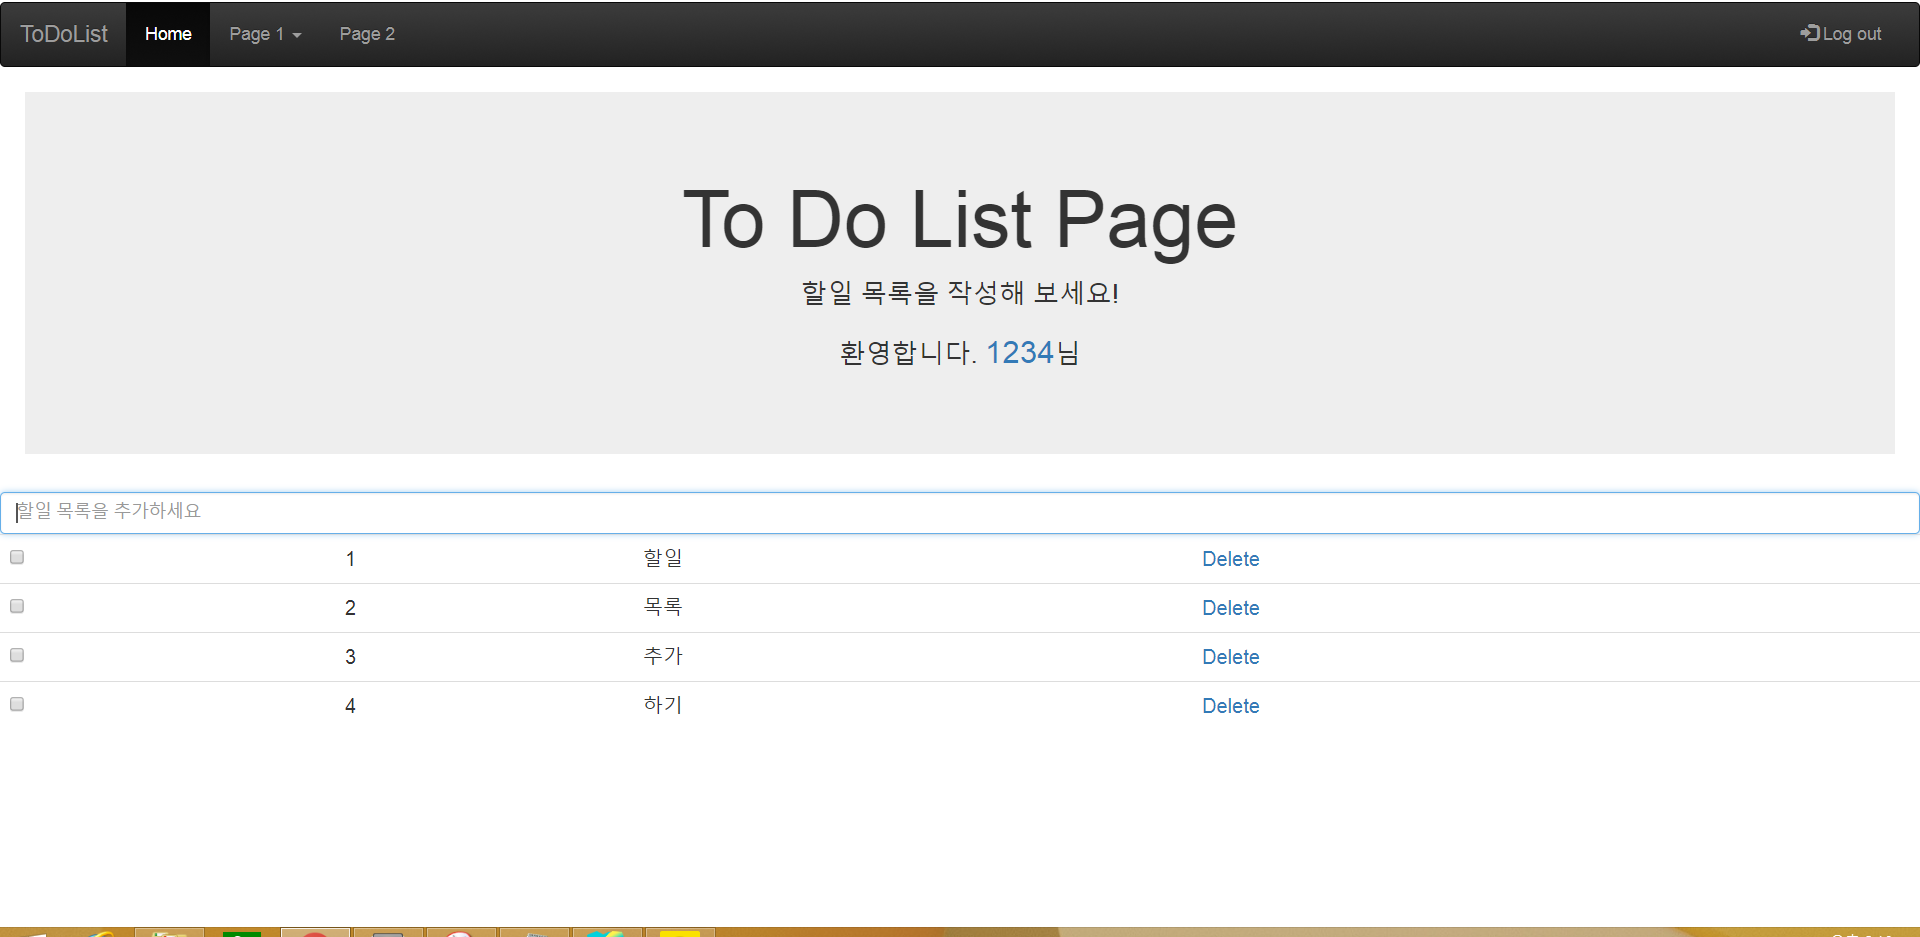 ToDoList Home Page 1 Page 2 Log out
To Do List Page
할일 목록을 작성해 보세요!
환영합니다. 1234님
할일 목록을 추가하세요
1 할일 Delete
2 목록 Delete
3 추가 Delete
4 하기 Delete